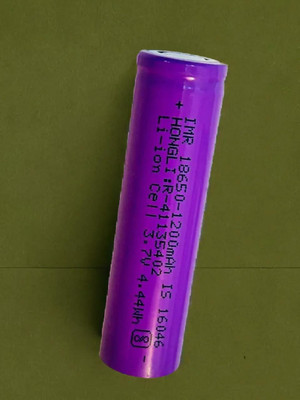 + IMR 18650-1200mAh IS 16046
HONGLI:R-41135402
Li-ion Cell 3.7V 4.44Wh -